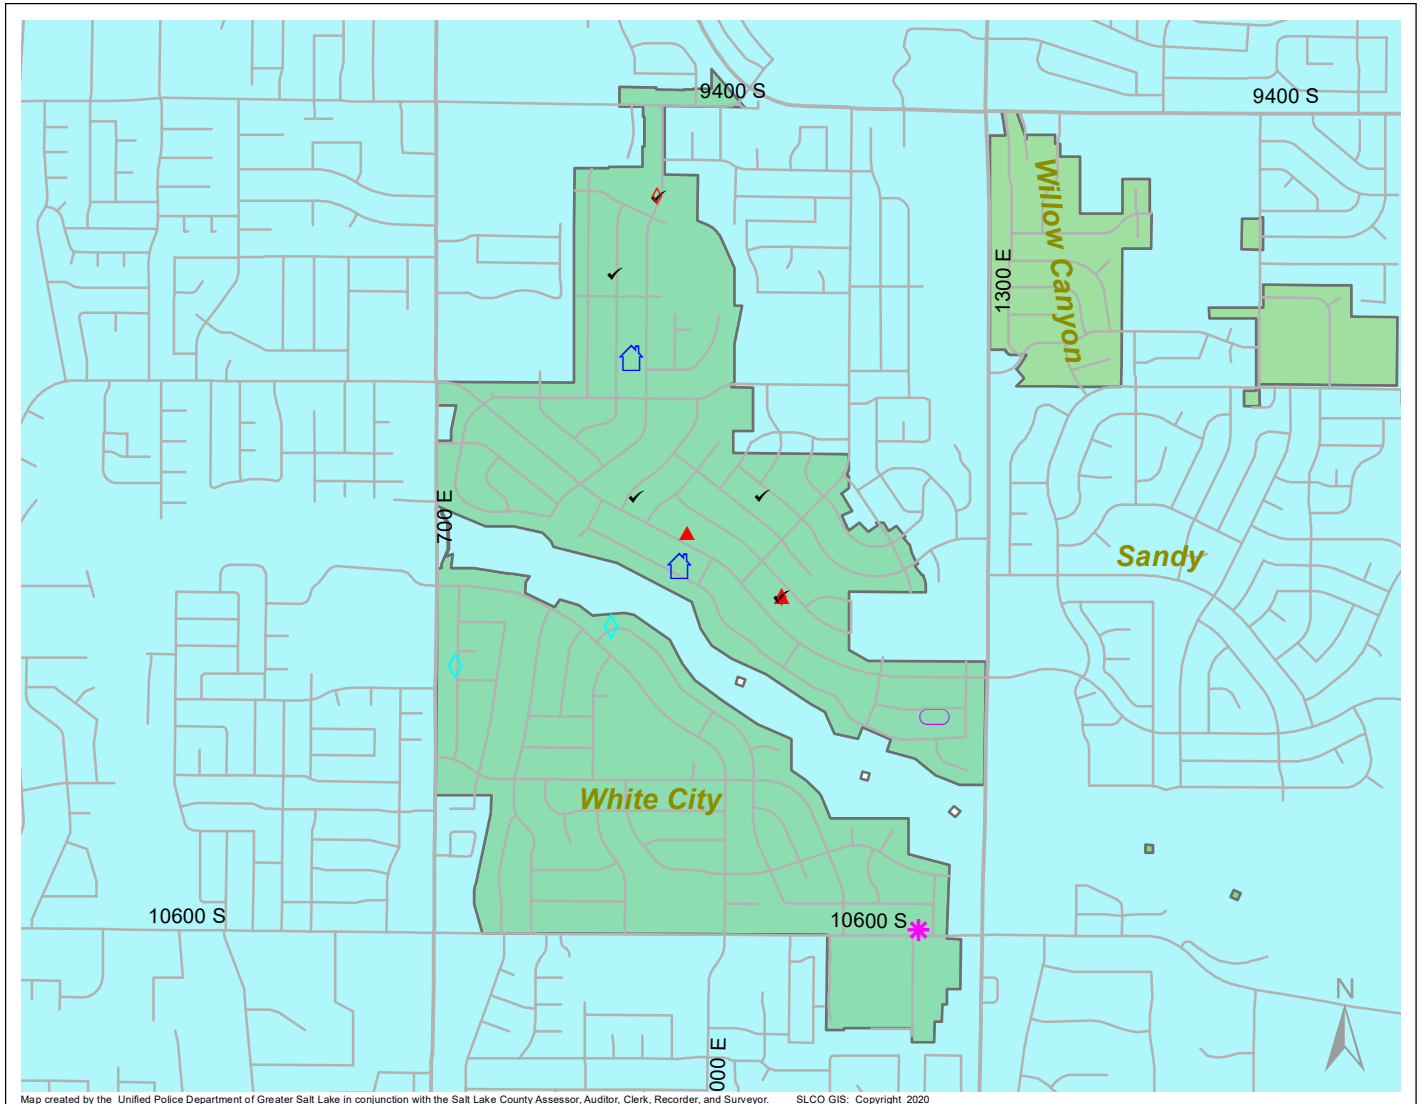 9400 S
9400 S
Willow Canyon
1300 E
700 E
Sandy
White City
10600 S
10600 S
N
000 E
Map created by the Unified Police Department of Greater Salt Lake in conjunction with the Salt Lake County Assessor, Auditor, Clerk, Recorder, and Surveyor. SLCO GIS: Copyright 2020